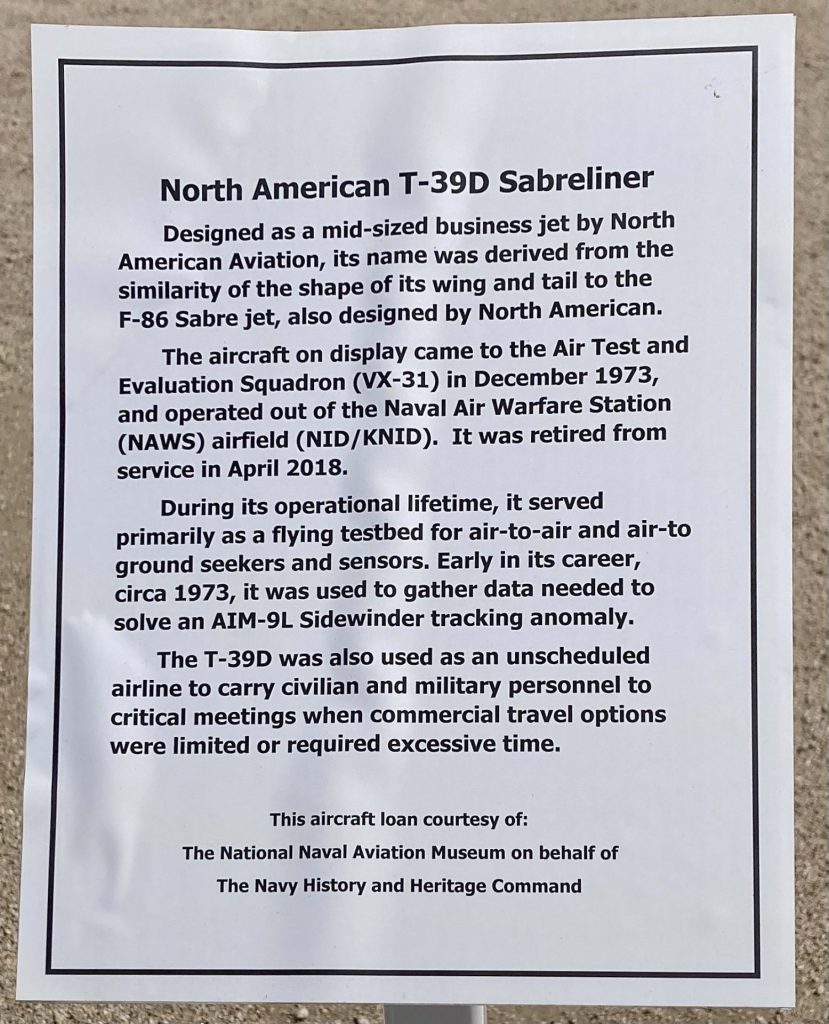 North American T-39D Sabreliner
Designed as a mid-sized business jet by North
American Aviation, its name was derived from the
similarity of the shape of its wing and tail to the
F-86 Sabre jet, also designed by North American.
The aircraft on display came to the Air Test and
Evaluation Squadron (VX-31) in December 1973,
and operated out of the Naval Air Warfare Station
(NAWS) airfield (NID/KNID).  It was retired from
service in April 2018.
During its operational lifetime, it served
primarily as a flying testbed for air-to-air and air-to
ground seekers and sensors. Early in its career,
circa 1973, it was used to gather data needed to
solve an AIM-9L Sidewinder tracking anomaly.
The T-39D was also used as an unscheduled
airline to carry civilian and military personnel to
critical meetings when commercial travel options
were limited or required excessive time.
This aircraft loan courtesy of:
The National Naval Aviation Museum on behalf of
The Navy History and Heritage Command